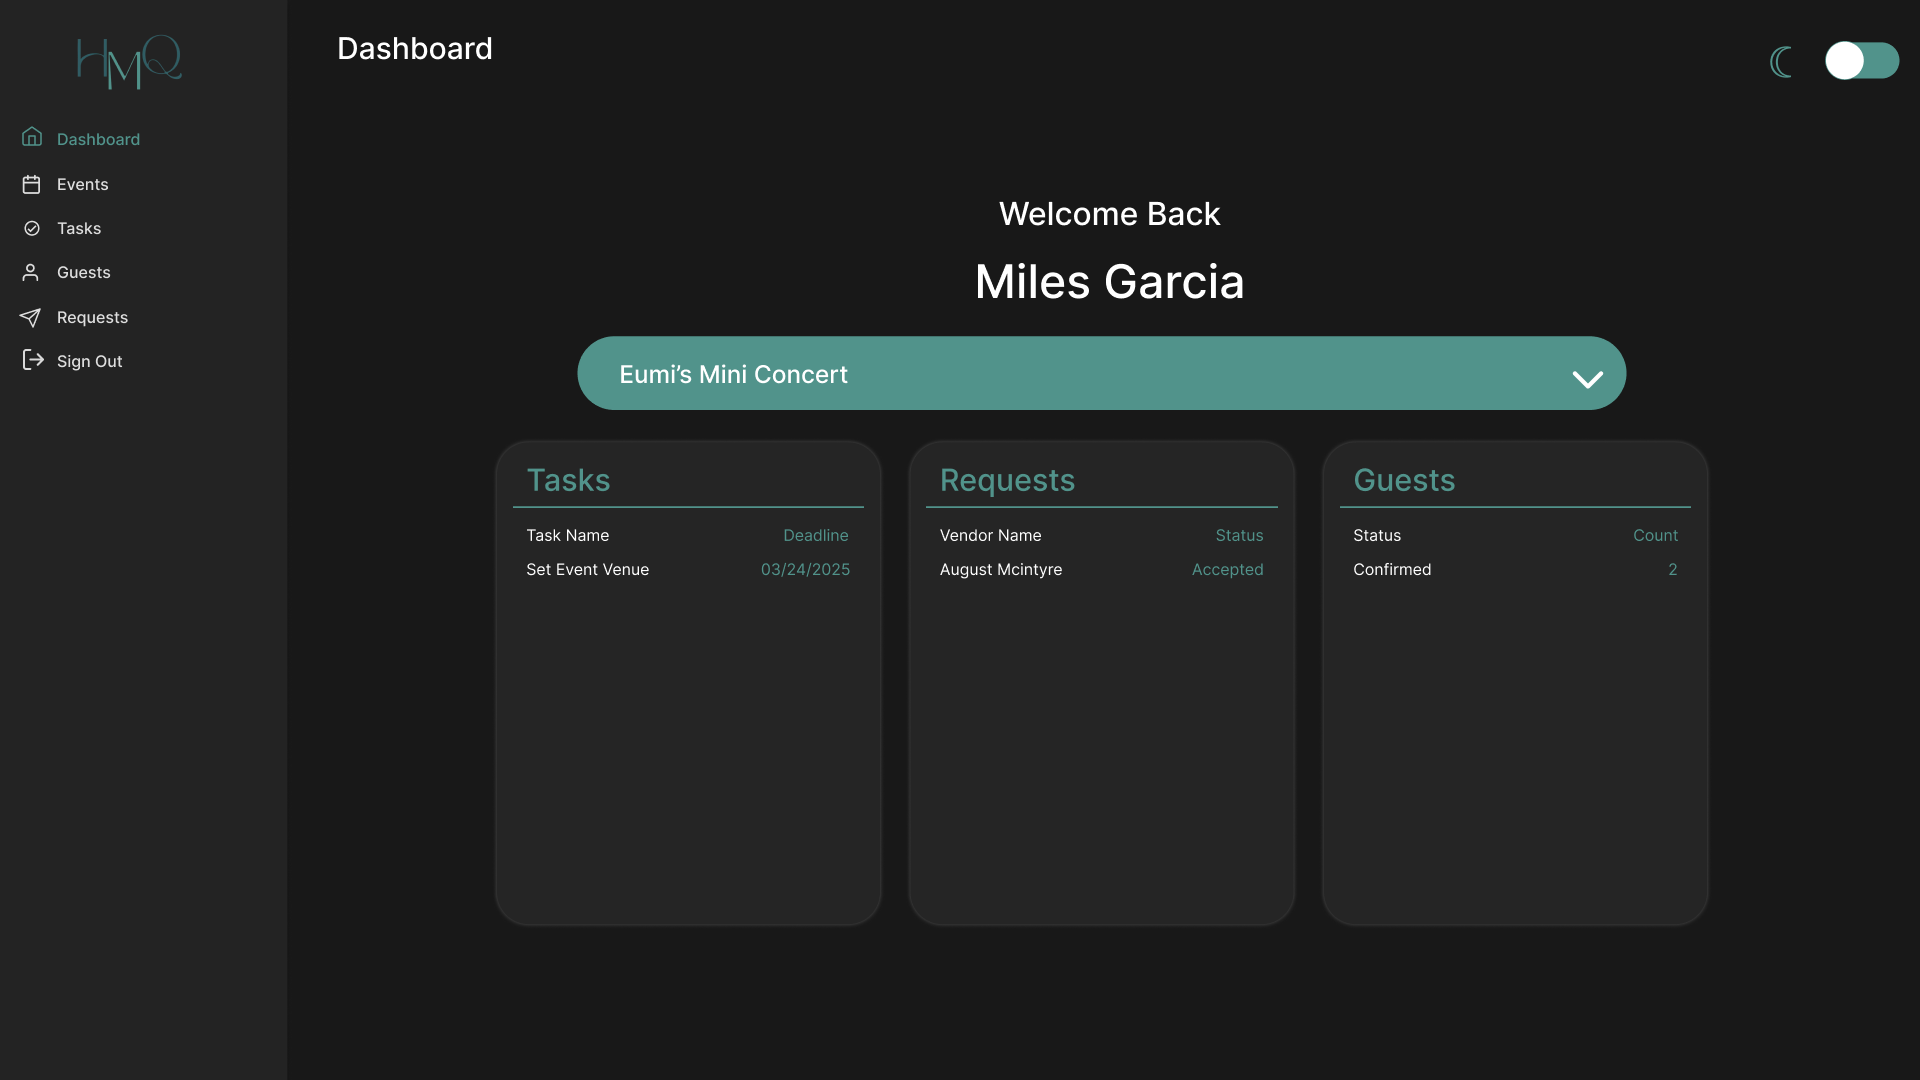 HMQ
Dashboard
Events
Tasks
Guests
Requests
Sign Out
Dashboard
Welcome Back
Miles Garcia
Eumi’s Mini Concert
Tasks
Task Name Deadline
Set Event Venue 03/24/2025
Requests
Vendor Name Status
August Mcintyre Accepted
Guests
Status Count
Confirmed 2